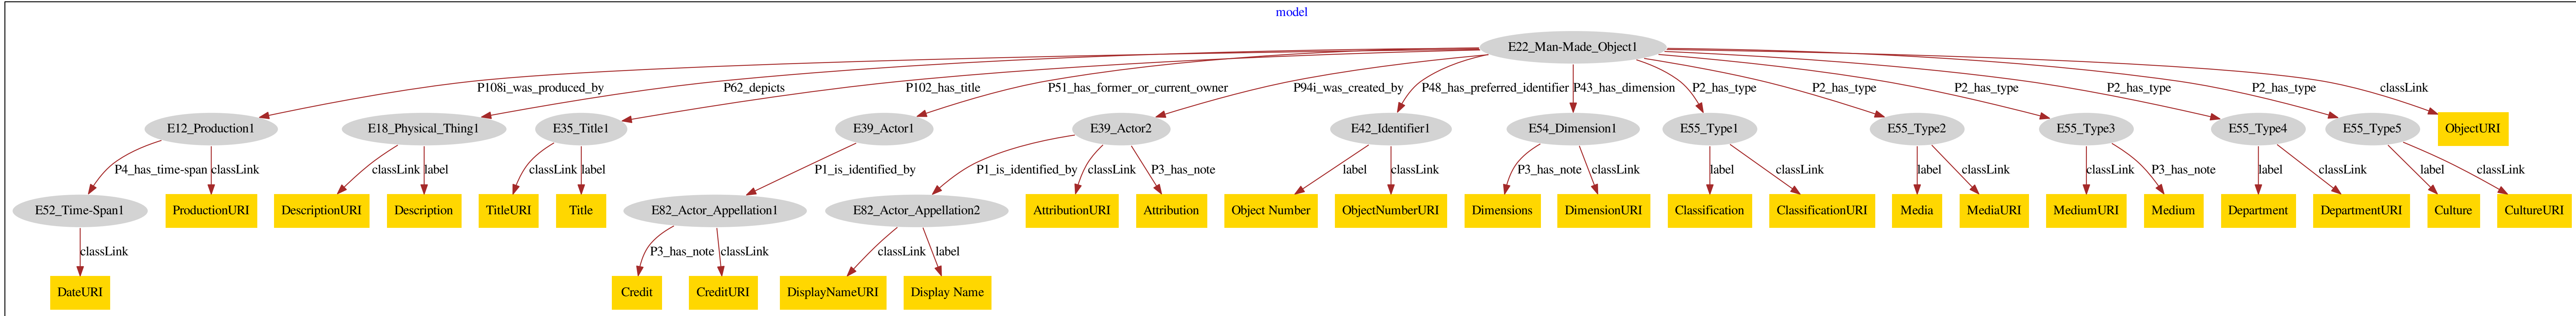 model
E22_Man-Made_Object1
P108i_was_produced_by P62_depicts P102_has_title P51_has_former_or_current_owner P94i_was_created_by P48_has_preferred_identifier P43_has_dimension P2_has_type P2_has_type P2_has_type P2_has_type P2_has_type classLink
E12_Production1 E18_Physical_Thing1 E35_Title1 E39_Actor1 E39_Actor2 E42_Identifier1 E54_Dimension1 E55_Type1 E55_Type2 E55_Type3 E55_Type4 E55_Type5 ObjectURI
P4_has_time-span classLink classLink label classLink label P1_is_identified_by P1_is_identified_by classLink P3_has_note label classLink P3_has_note classLink label classLink label classLink classLink P3_has_note label classLink label classLink
E52_Time-Span1 ProductionURI DescriptionURI Description TitleURI Title E82_Actor_Appellation1 E82_Actor_Appellation2 AttributionURI Attribution Object Number ObjectNumberURI Dimensions DimensionURI Classification ClassificationURI Media MediaURI MediumURI Medium Department DepartmentURI Culture CultureURI
classLink P3_has_note classLink classLink label
DateURI Credit CreditURI DisplayNameURI Display Name